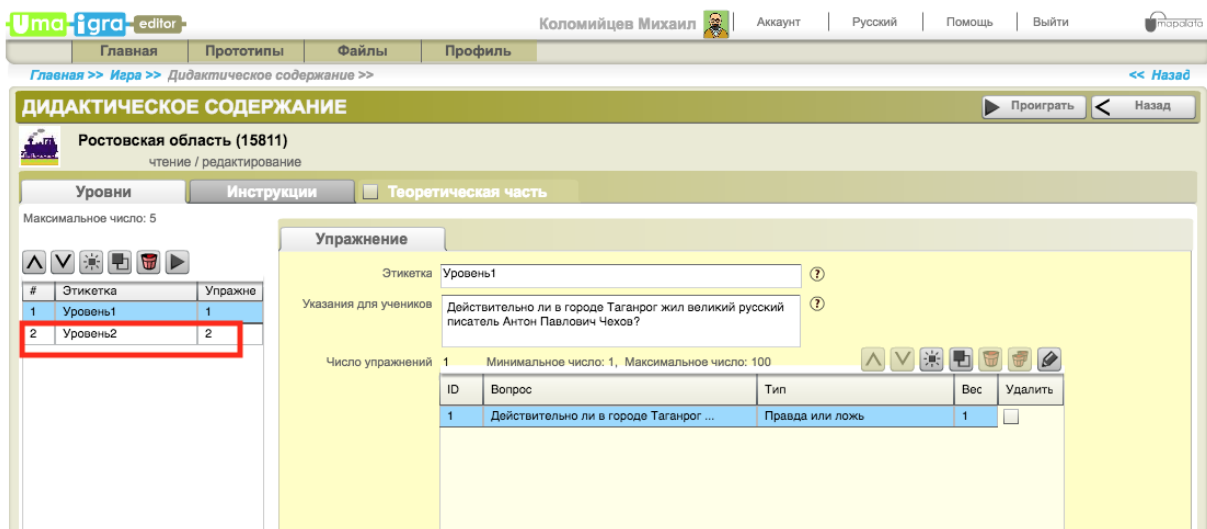 Uma-igra-editor
Коломийцев Михаил Аккаунт Русский Помощь Выйти mapalata
Главная Прототипы Файлы Профиль
Главная >> Игра >> Дидактическое содержание >> << Назад
ДИДАКТИЧЕСКОЕ СОДЕРЖАНИЕ Проиграть Назад
Ростовская область (15811)
чтение / редактирование
Уровни Инструкции Теоретическая часть
Максимальное число: 5
Упражнение
Этикетка Уровень1
# Этикетка Упражне
1 Уровень1 1
2 Уровень2 2
Указания для учеников Действительно ли в городе Таганрог жил великий русский
писатель Антон Павлович Чехов?
Число упражнений 1 Минимальное число: 1, Максимальное число: 100
ID Вопрос Тип Вес Удалить
1 Действительно ли в городе Таганрог ... Правда или ложь 1